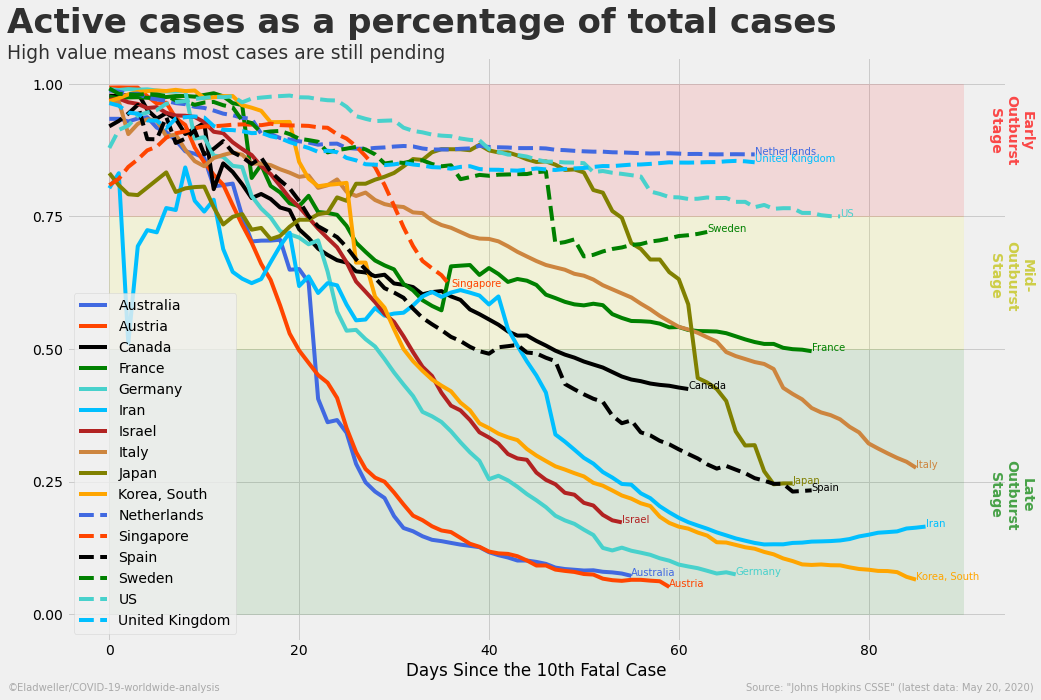 Active cases as a percentage of total cases
High value means most cases are still pending
1.00
0.75
0.50
0.25
0.00
Early
Outburst
Stage
Mid-
Outburst
Stage
Late
Outburst
Stage
Netherlands
United Kingdom
US
Sweden
Singapore
France
Canada
Italy
Japan
Spain
Iran
Israel
Korea, South
Germany
Australia
Austria
Australia
Austria
Canada
France
Germany
Iran
Israel
Italy
Japan
Korea, South
Netherlands
Singapore
Spain
Sweden
US
United Kingdom
0
20
40
60
80
Days Since the 10th Fatal Case
©Eladweller/COVID-19-worldwide-analysis
Source: "Johns Hopkins CSSE" (latest data: May 20, 2020)